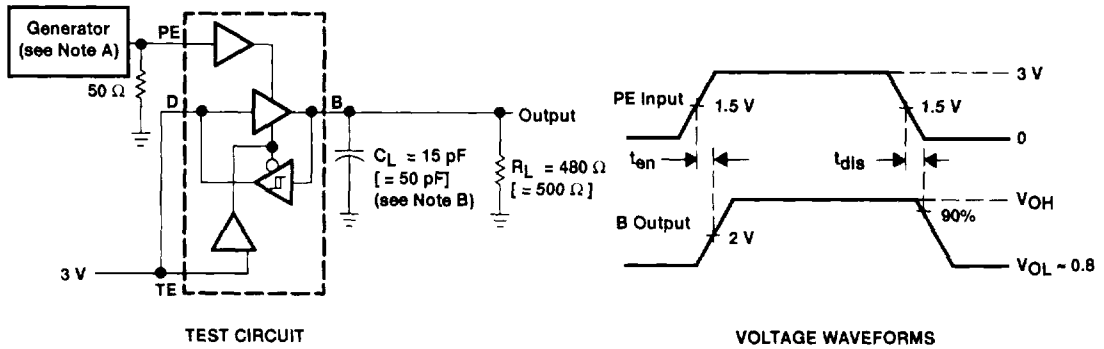 Generator
(see Note A)
PE
50 Ω
D
B
Output
C_L = 15 pF
[ = 50 pF]
(see Note B)
R_L = 480 Ω
[ = 500 Ω ]
3 V
TE
TEST CIRCUIT
3 V
PE Input
1.5 V
1.5 V
0
t_en
t_dis
V_OH
90%
B Output
2 V
V_OL ~ 0.8
VOLTAGE WAVEFORMS